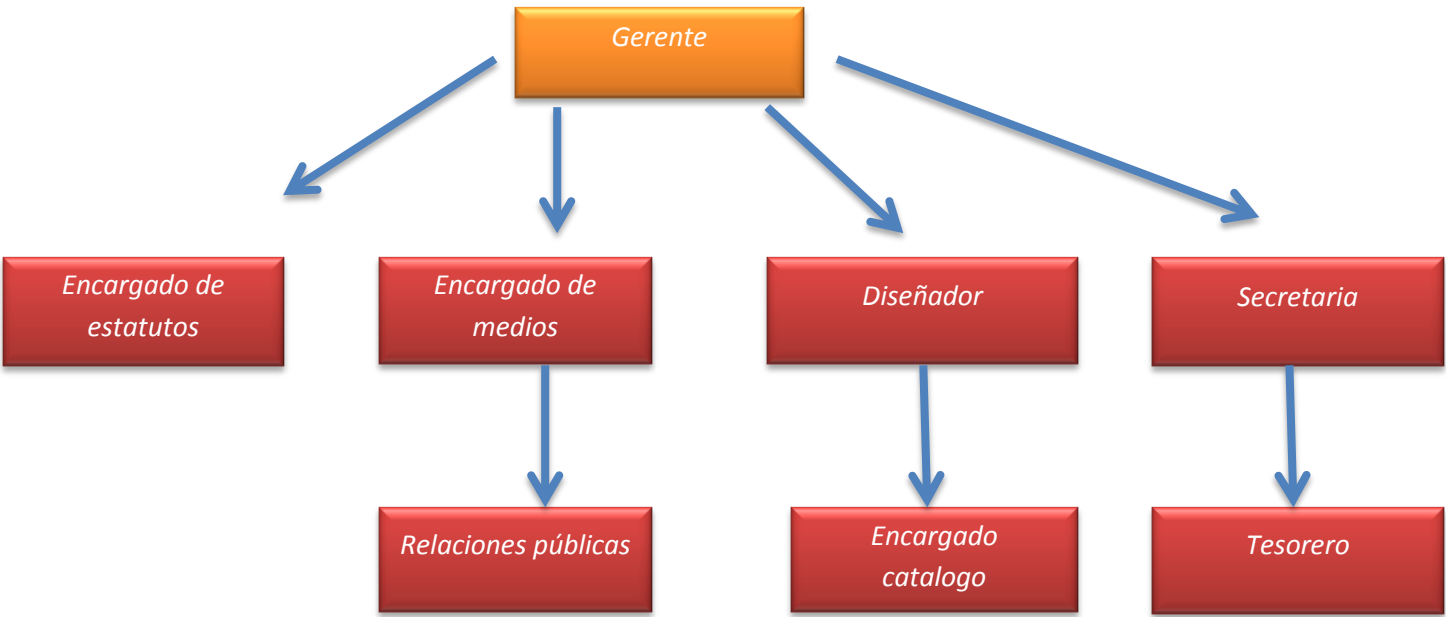 Gerente
Encargado de
estatutos
Encargado de
medios
Diseñador
Secretaria
Relaciones públicas
Encargado
catalogo
Tesorero